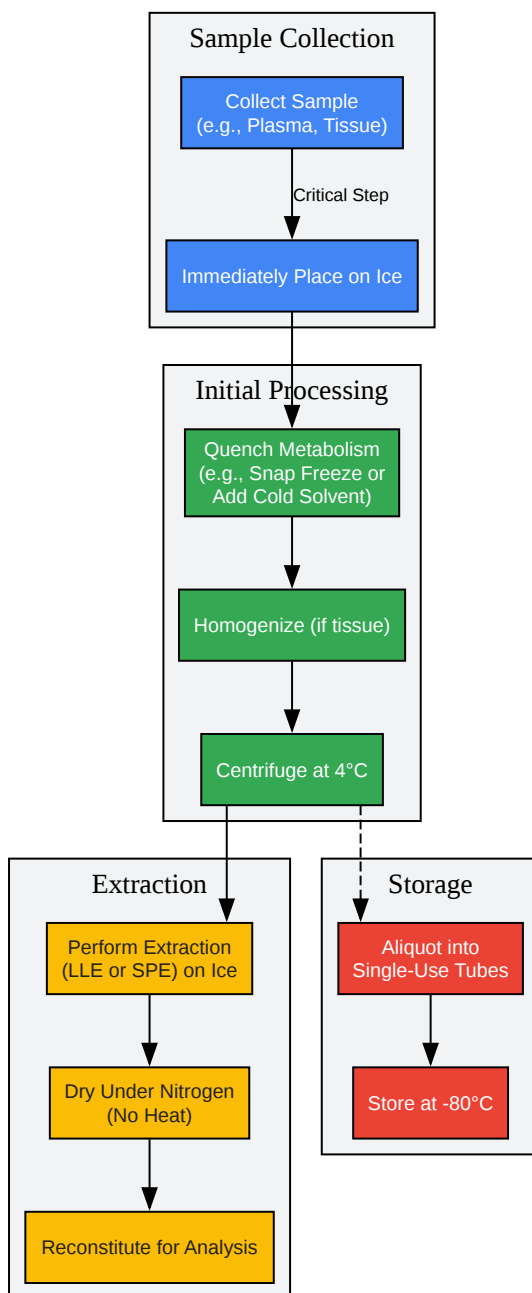 Sample Collection
Collect Sample
(e.g., Plasma, Tissue)
Critical Step
Immediately Place on Ice
Initial Processing
Quench Metabolism
(e.g., Snap Freeze or
Add Cold Solvent)
Homogenize (if tissue)
Centrifuge at 4°C
Extraction
Perform Extraction
(LLE or SPE) on Ice
Dry Under Nitrogen
(No Heat)
Reconstitute for Analysis
Storage
Aliquot into
Single-Use Tubes
Store at -80°C